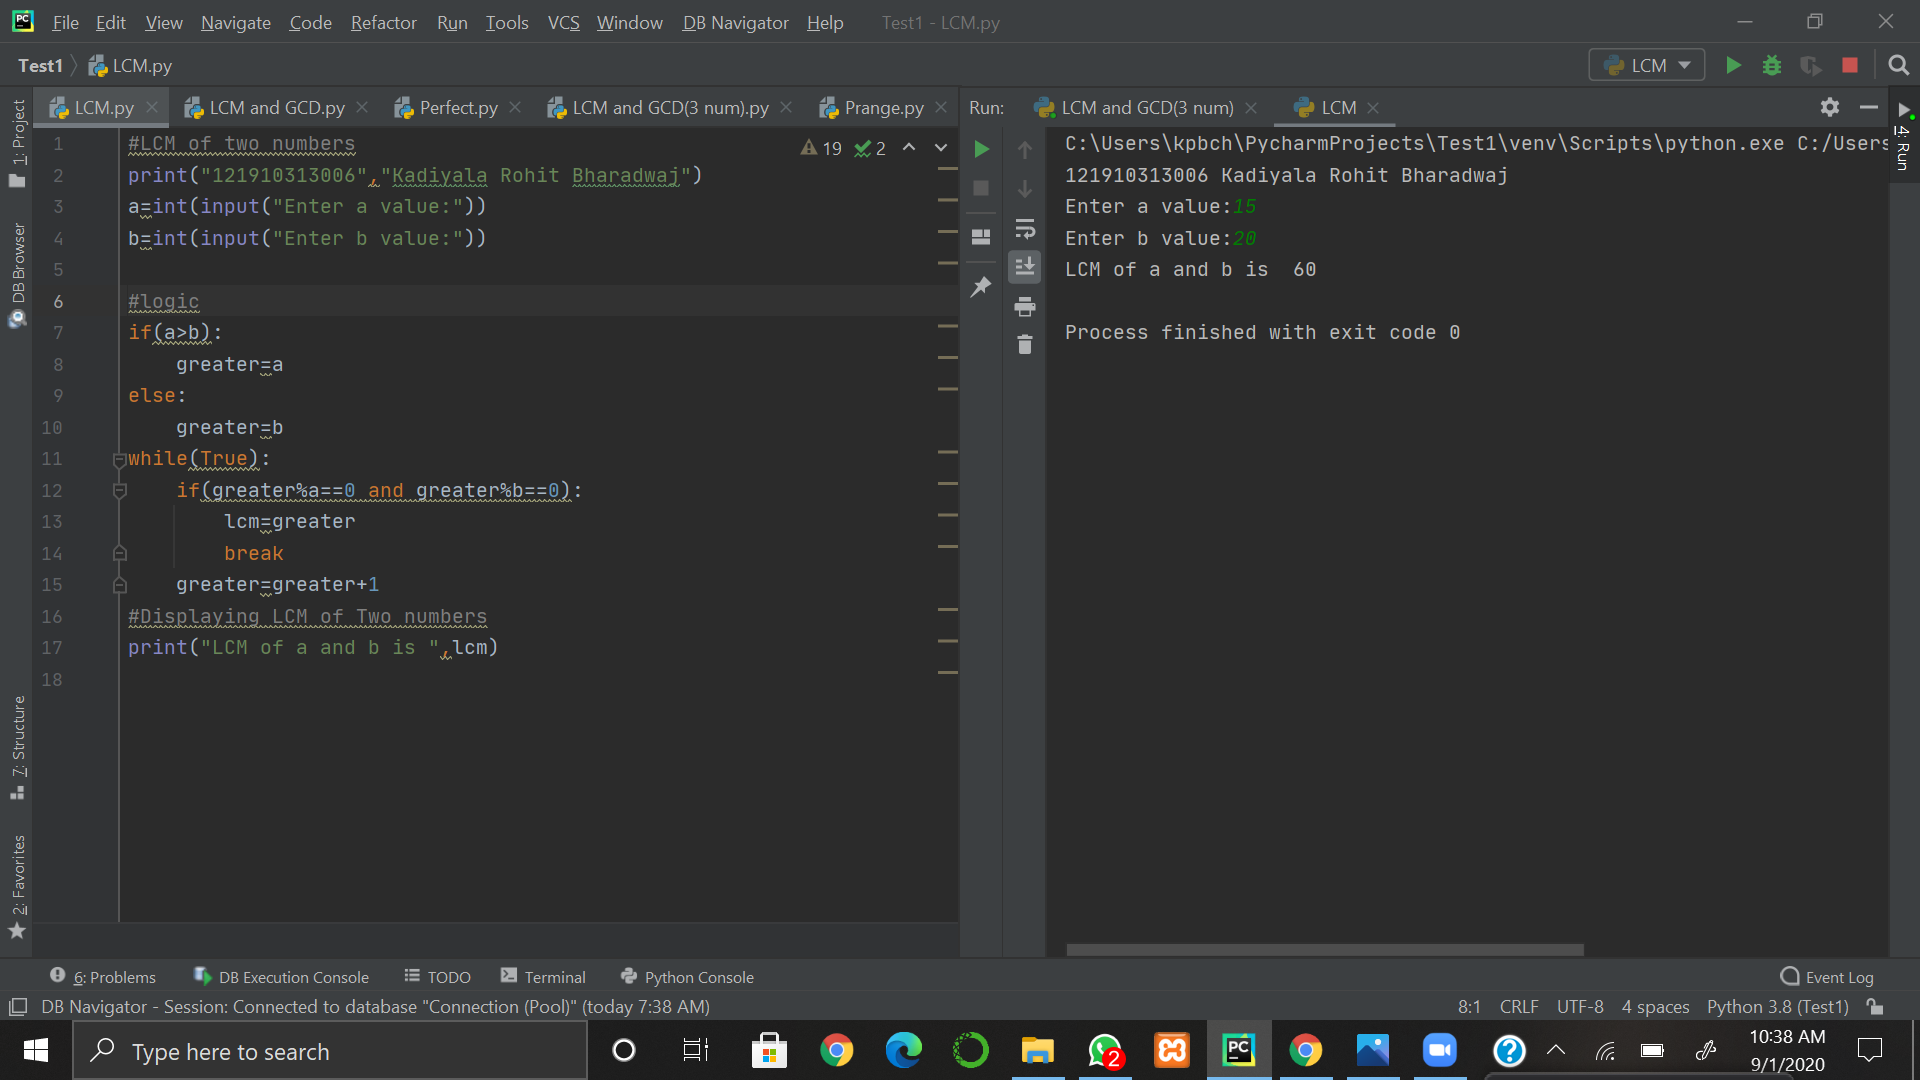 File Edit View Navigate Code Refactor Run Tools VCS Window DB Navigator Help Test1 - LCM.py
Test1 LCM.py LCM
LCM.py LCM and GCD.py Perfect.py LCM and GCD(3 num).py Prange.py
Run: LCM and GCD(3 num) LCM
1: Project
DB Browser
7: Structure
2: Favorites
4: Run
19 2
1 #LCM of two numbers
2 print("121910313006","Kadiyala Rohit Bharadwaj")
3 a=int(input("Enter a value:"))
4 b=int(input("Enter b value:"))
5
6 #logic
7 if(a>b):
8 greater=a
9 else:
10 greater=b
11 while(True):
12 if(greater%a==0 and greater%b==0):
13 lcm=greater
14 break
15 greater=greater+1
16 #Displaying LCM of Two numbers
17 print("LCM of a and b is ",lcm)
18
C:\Users\kpbch\PycharmProjects\Test1\venv\Scripts\python.exe C:/Users
121910313006 Kadiyala Rohit Bharadwaj
Enter a value:15
Enter b value:20
LCM of a and b is  60
Process finished with exit code 0
6: Problems DB Execution Console TODO Terminal Python Console Event Log
DB Navigator - Session: Connected to database "Connection (Pool)" (today 7:38 AM) 8:1 CRLF UTF-8 4 spaces Python 3.8 (Test1)
Type here to search
2
PC
10:38 AM
9/1/2020